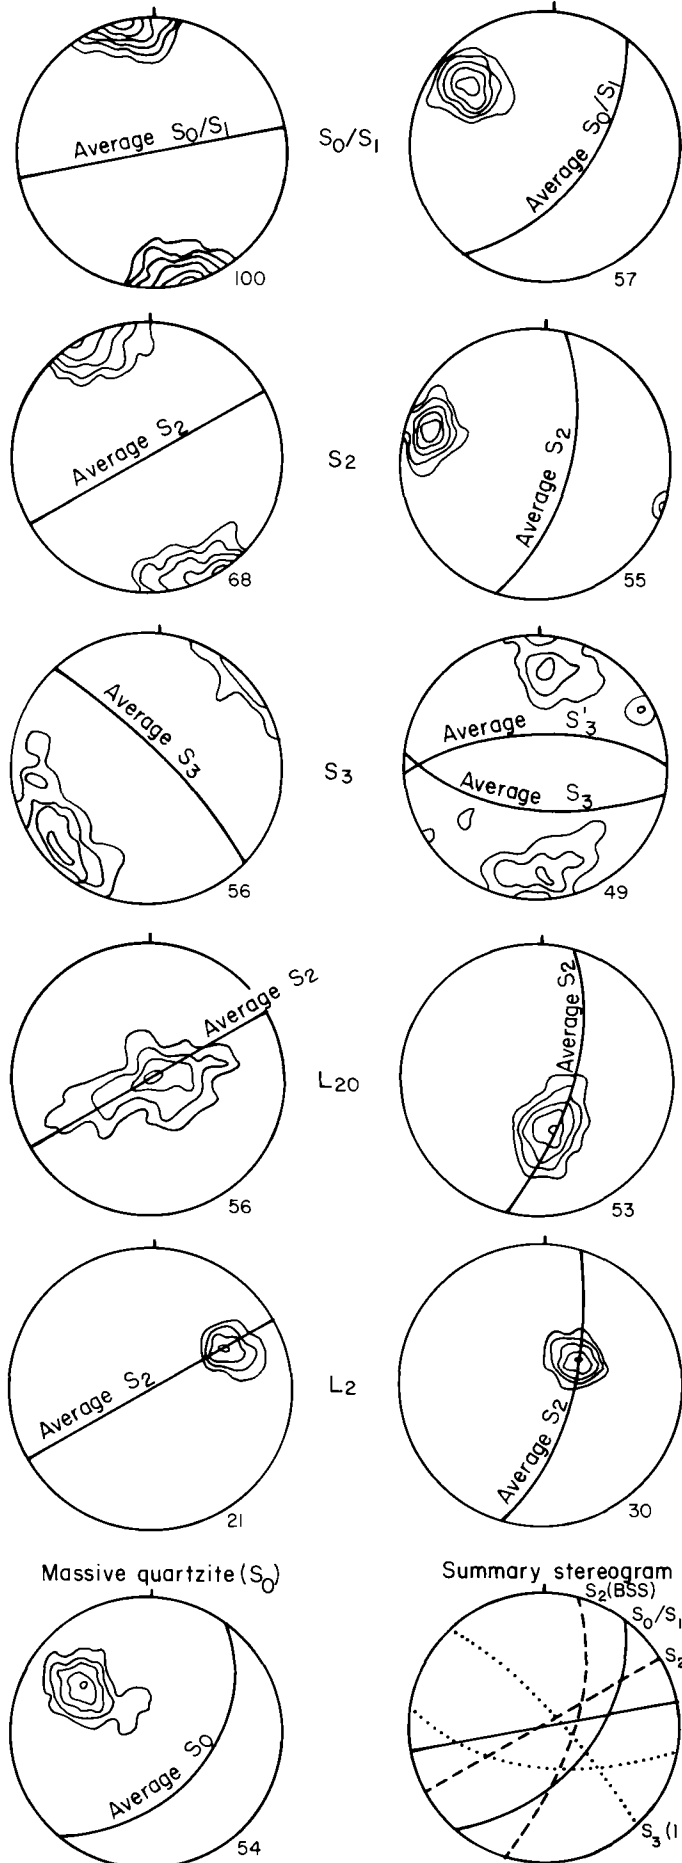 Average S0/S1
100
S0/S1
Average S0/S1
57
Average S2
68
S2
Average S2
55
Average S3
56
S3
Average S'3
Average S3
49
Average S2
56
L20
Average S2
53
Average S2
21
L2
Average S2
30
Massive quartzite (S0)
Average S0
54
Summary stereogram
S2(BSS)
S0/S1
S2
S3(1